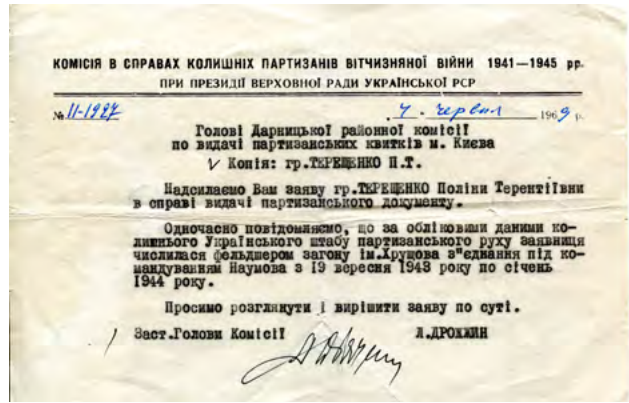 КОМІСІЯ В СПРАВАХ КОЛИШНІХ ПАРТИЗАНІВ ВІТЧИЗНЯНОЇ ВІЙНИ 1941—1945 рр.
ПРИ ПРЕЗИДІЇ ВЕРХОВНОЇ РАДИ УКРАЇНСЬКОЇ РСР
№ 11-1927
4 . червня 1969 р.
Голові Дарницької районної комісії
по видачі партизанських квитків м. Києва
Копія: гр.ТЕРЕЩЕНКО П.Т.
Надсилаємо Вам заяву гр.ТЕРЕЩЕНКО Поліни Терентіївни
в справі видачі партизанського документу.
Одночасно повідомляємо, що за обліковими даними ко-
лишнього Українського штабу партизанського руху заявниця
числилася фельдшером загону ім.Хрущова з"єднання під ко-
мандуванням Наумова з 19 вересня 1943 року по січень
1944 року.
Просимо розглянути і вирішити заяву по суті.
Заст.Голови Комісії Л.ДРОЖЖИН